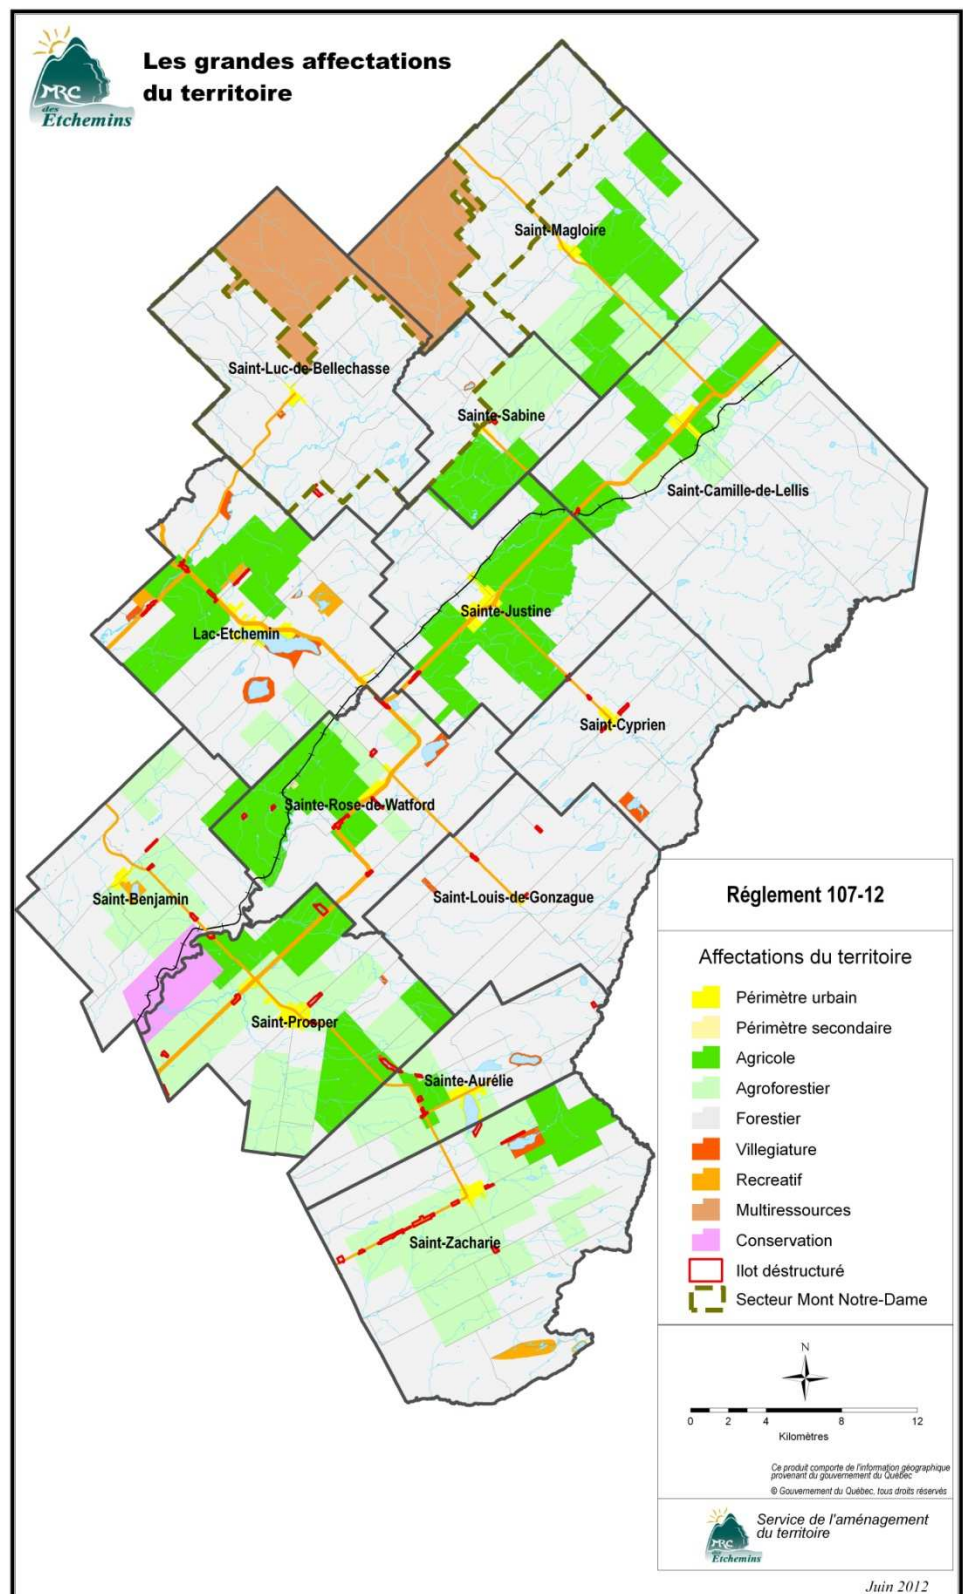 MRC
des
Etchemins
Les grandes affectations
du territoire
Saint-Magloire
Saint-Luc-de-Bellechasse
Sainte-Sabine
Saint-Camille-de-Lellis
Sainte-Justine
Lac-Etchemin
Saint-Cyprien
Sainte-Rose-de-Watford
Saint-Benjamin
Saint-Louis-de-Gonzague
Saint-Prosper
Sainte-Aurélie
Saint-Zacharie
Réglement 107-12
Affectations du territoire
Périmètre urbain
Périmètre secondaire
Agricole
Agroforestier
Forestier
Villegiature
Recreatif
Multiressources
Conservation
Ilot déstructuré
Secteur Mont Notre-Dame
N
0 2 4 8 12
Kilomètres
Ce produit comporte de l'information géographique
provenant du gouvernement du Québec
© Gouvernement du Québec, tous droits réservés
MRC
des
Etchemins
Service de l'aménagement
du territoire
Juin 2012